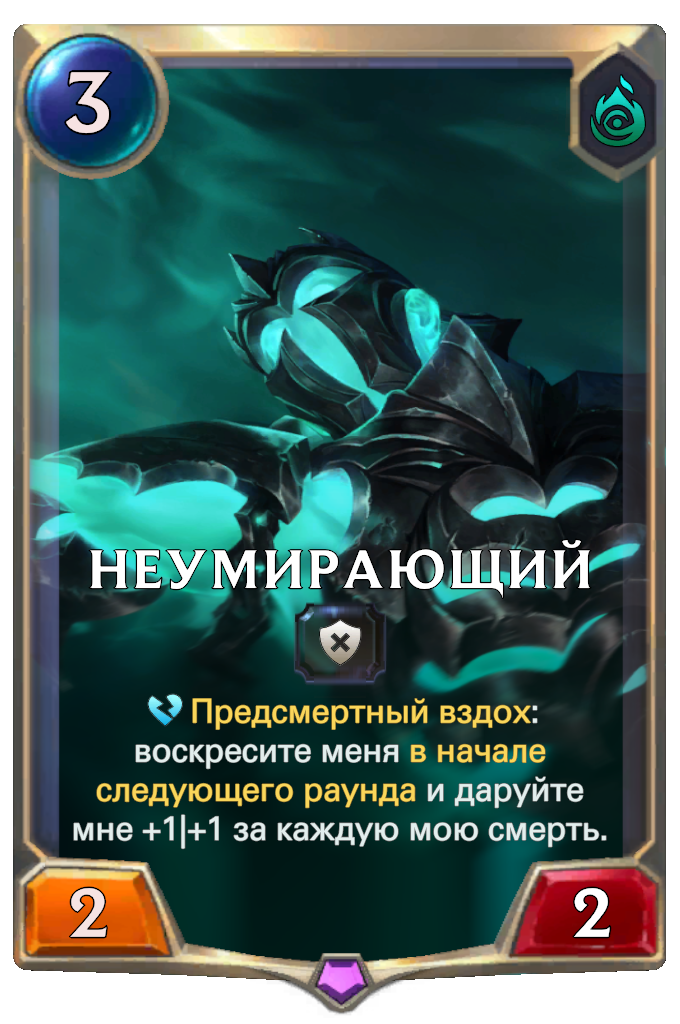 3
НЕУМИРАЮЩИЙ
Предсмертный вздох:
воскресите меня в начале
следующего раунда и даруйте
мне +1|+1 за каждую мою смерть.
2
2